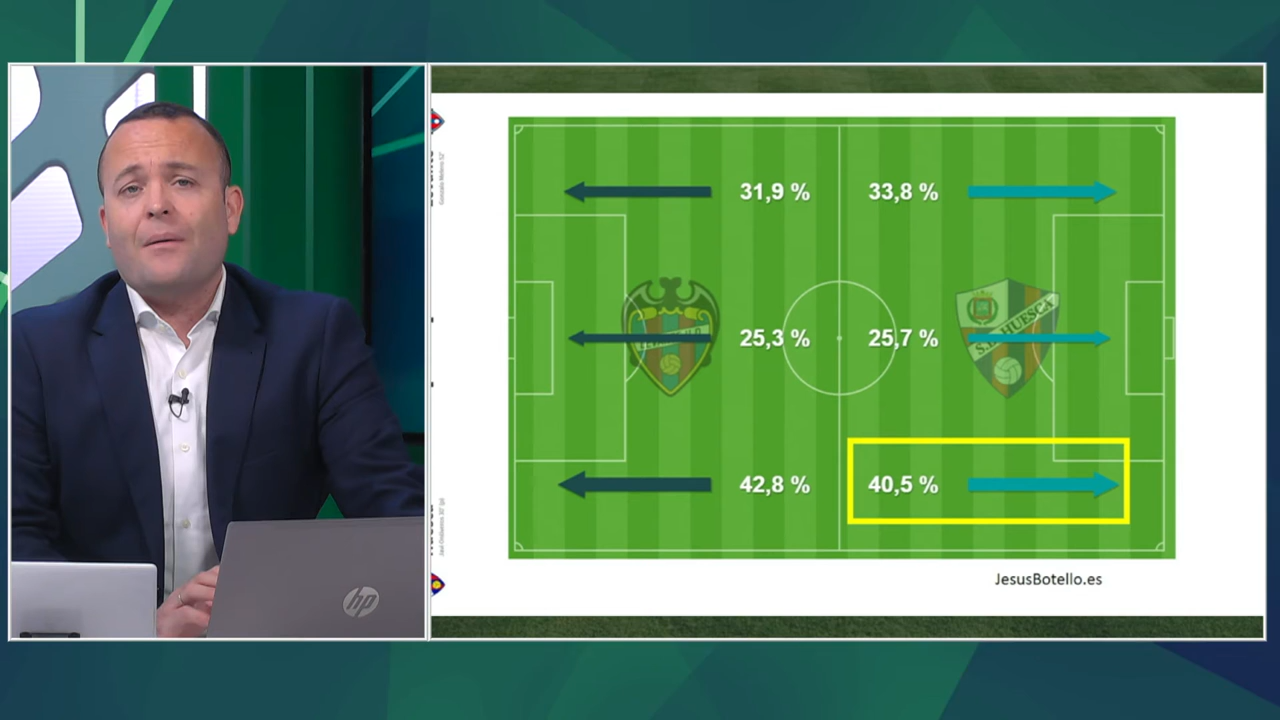 31,9 %
33,8 %
25,3 %
25,7 %
S.D. HUESCA
42,8 %
40,5 %
JesusBotello.es
hp